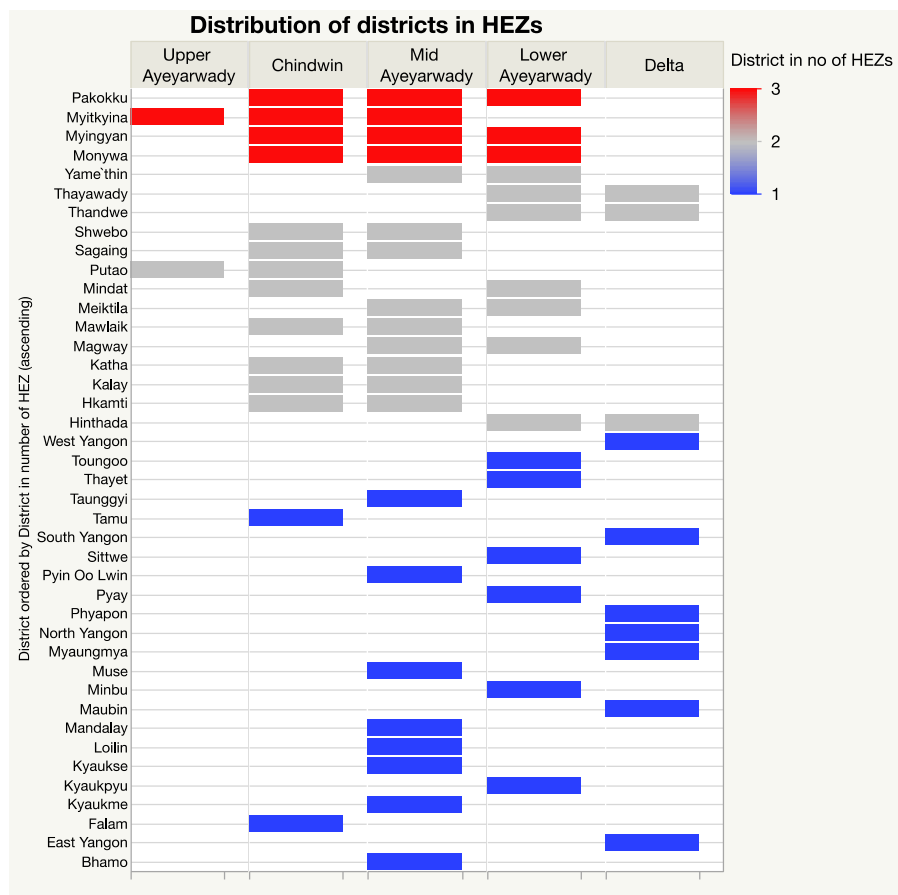 Distribution of districts in HEZs
Upper
Ayeyarwady
Chindwin
Mid
Ayeyarwady
Lower
Ayeyarwady
Delta
District in no of HEZs
3
2
1
District ordered by District in number of HEZ (ascending)
Pakokku
Myitkyina
Myingyan
Monywa
Yame`thin
Thayawady
Thandwe
Shwebo
Sagaing
Putao
Mindat
Meiktila
Mawlaik
Magway
Katha
Kalay
Hkamti
Hinthada
West Yangon
Toungoo
Thayet
Taunggyi
Tamu
South Yangon
Sittwe
Pyin Oo Lwin
Pyay
Phyapon
North Yangon
Myaungmya
Muse
Minbu
Maubin
Mandalay
Loilin
Kyaukse
Kyaukpyu
Kyaukme
Falam
East Yangon
Bhamo